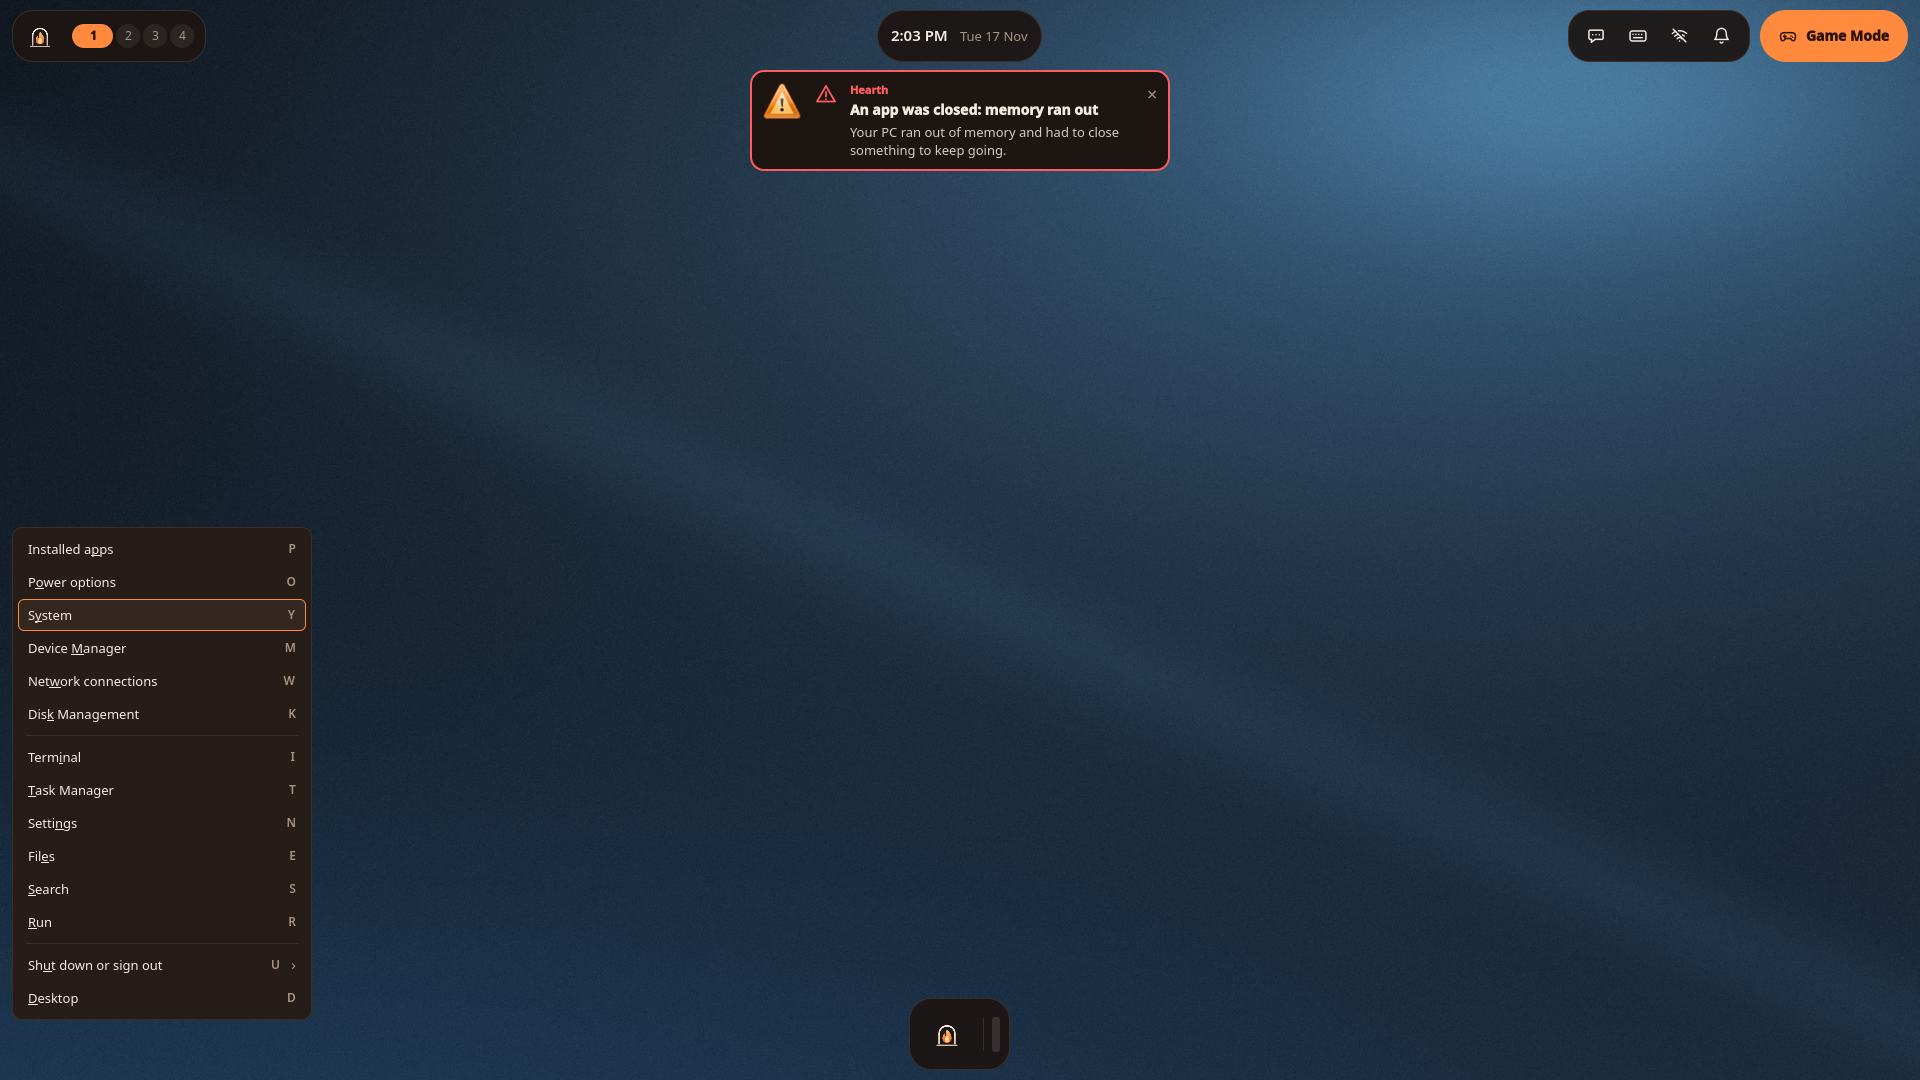 1 2 3 4
2:03 PM Tue 17 Nov
Game Mode
Hearth
An app was closed: memory ran out
Your PC ran out of memory and had to close
something to keep going.
Installed apps P
Power options O
System Y
Device Manager M
Network connections W
Disk Management K
Terminal I
Task Manager T
Settings N
Files E
Search S
Run R
Shut down or sign out U ›
Desktop D